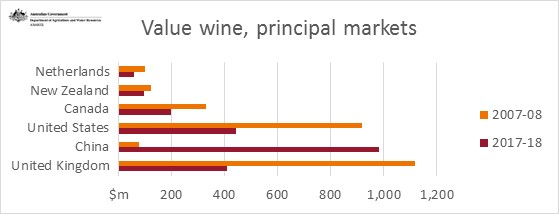 Australian Government
Department of Agriculture and Water Resources
ABARES
Value wine, principal markets
Netherlands
New Zealand
Canada
United States
China
United Kingdom
$m 200 400 600 800 1,000 1,200
2007-08
2017-18